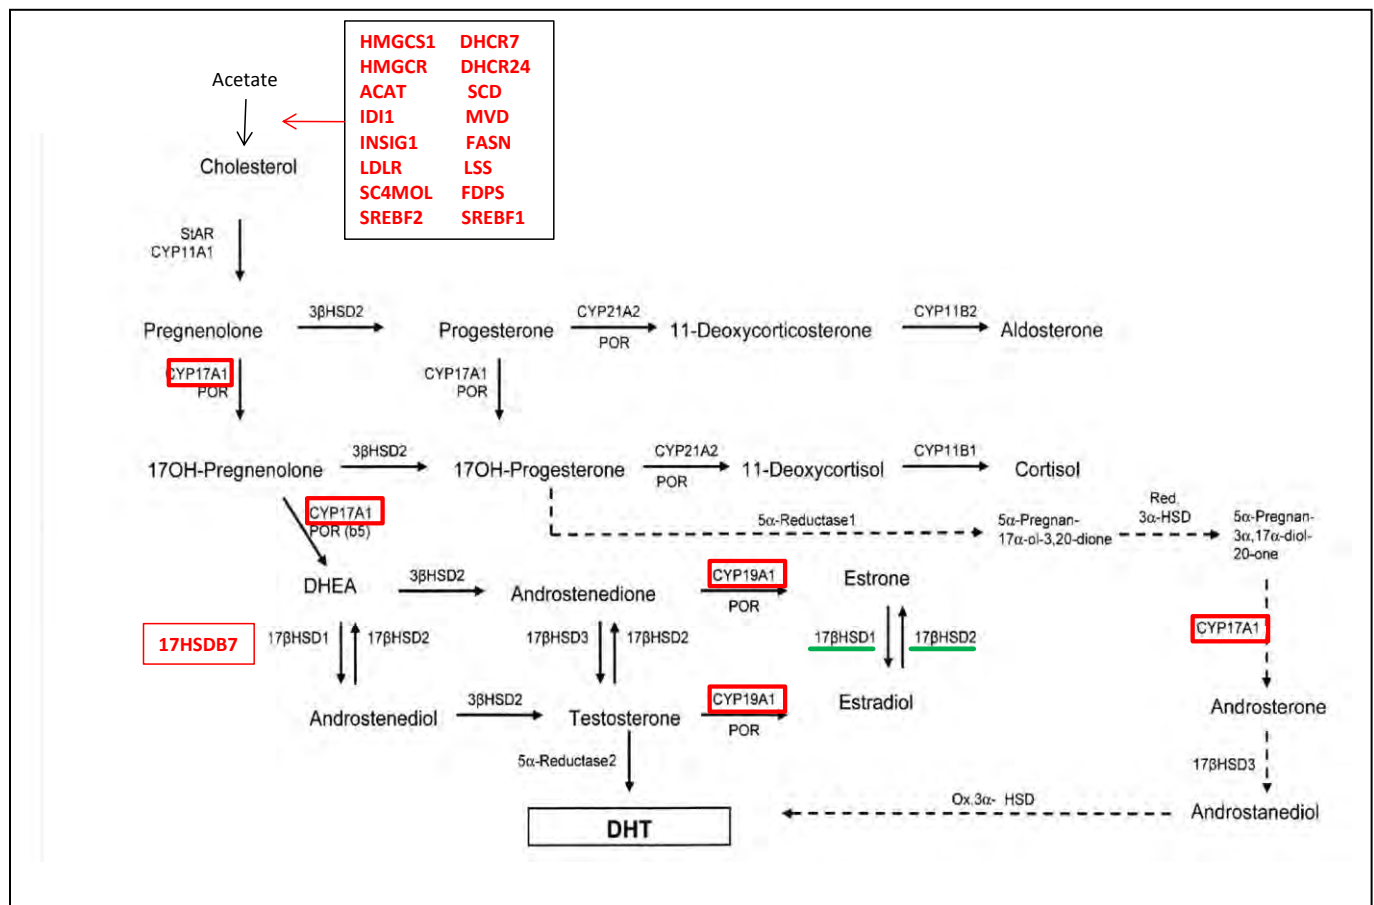 HMGCS1 DHCR7
HMGCR DHCR24
ACAT SCD
IDI1 MVD
INSIG1 FASN
LDLR LSS
SC4MOL FDPS
SREBF2 SREBF1
Acetate
Cholesterol
StAR
CYP11A1
Pregnenolone
3βHSD2
Progesterone
CYP21A2
POR
11-Deoxycorticosterone
CYP11B2
Aldosterone
CYP17A1
POR
CYP17A1
POR
17OH-Pregnenolone
3βHSD2
17OH-Progesterone
CYP21A2
POR
11-Deoxycortisol
CYP11B1
Cortisol
CYP17A1
POR (b5)
5α-Reductase1
5α-Pregnan-
17α-ol-3,20-dione
Red.
3α-HSD
5α-Pregnan-
3α,17α-diol-
20-one
DHEA
3βHSD2
Androstenedione
CYP19A1
POR
Estrone
17HSDB7
17βHSD1
17βHSD2
17βHSD3
17βHSD2
17βHSD1
17βHSD2
CYP17A1
Androstenediol
3βHSD2
Testosterone
CYP19A1
POR
Estradiol
Androsterone
5α-Reductase2
17βHSD3
DHT
Ox.3α- HSD
Androstanediol